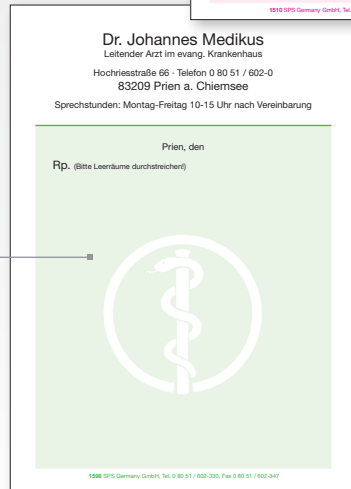 1510 SPS Germany GmbH, Tel.
Dr. Johannes Medikus
Leitender Arzt im evang. Krankenhaus
Hochriesstraße 66 · Telefon 0 80 51 / 602-0
83209 Prien a. Chiemsee
Sprechstunden: Montag-Freitag 10-15 Uhr nach Vereinbarung
Prien, den
Rp. (Bitte Leerräume durchstreichen!)
1598 SPS Germany GmbH, Tel. 0 80 51 / 602-330, Fax 0 80 51 / 602-347